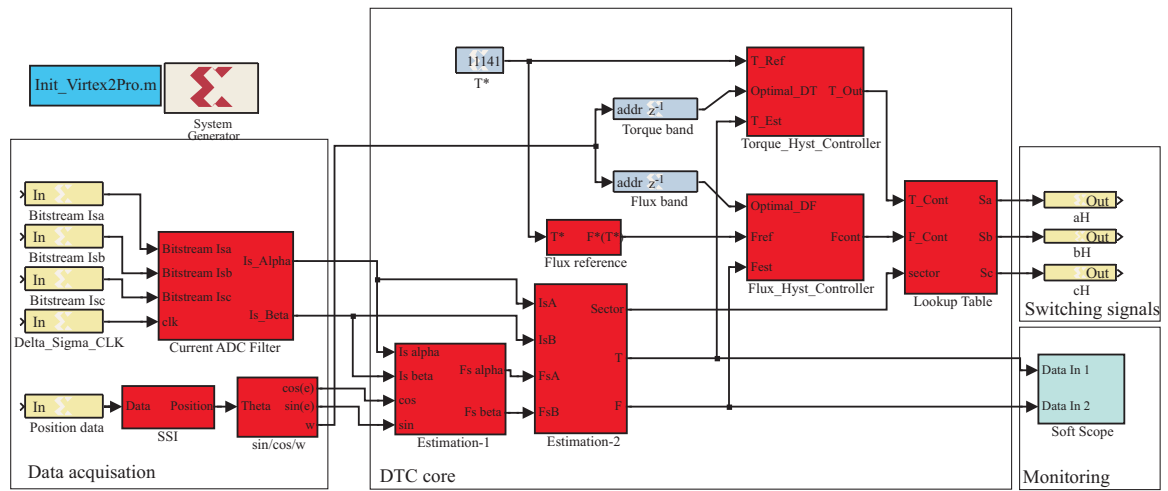 Init_Virtex2Pro.m
System
Generator
11141
T*
addr z-1
Torque band
addr z-1
Flux band
T_Ref
Optimal_DT
T_Est
T_Out
Torque_Hyst_Controller
Optimal_DF
Fref
Fest
Fcont
Flux_Hyst_Controller
T* F*(T*)
Flux reference
T_Cont
F_Cont
sector
Sa
Sb
Sc
Lookup Table
Out
aH
Out
bH
Out
cH
Switching signals
In
Bitstream Isa
In
Bitstream Isb
In
Bitstream Isc
In
Delta_Sigma_CLK
Bitstream Isa
Bitstream Isb
Bitstream Isc
clk
Is_Alpha
Is_Beta
Current ADC Filter
In
Position data
Data Position
SSI
Theta
cos(e)
sin(e)
w
sin/cos/w
Data acquisation
Is alpha
Is beta
cos
sin
Fs alpha
Fs beta
Estimation-1
IsA
IsB
FsA
FsB
Sector
T
F
Estimation-2
DTC core
Data In 1
Data In 2
Soft Scope
Monitoring